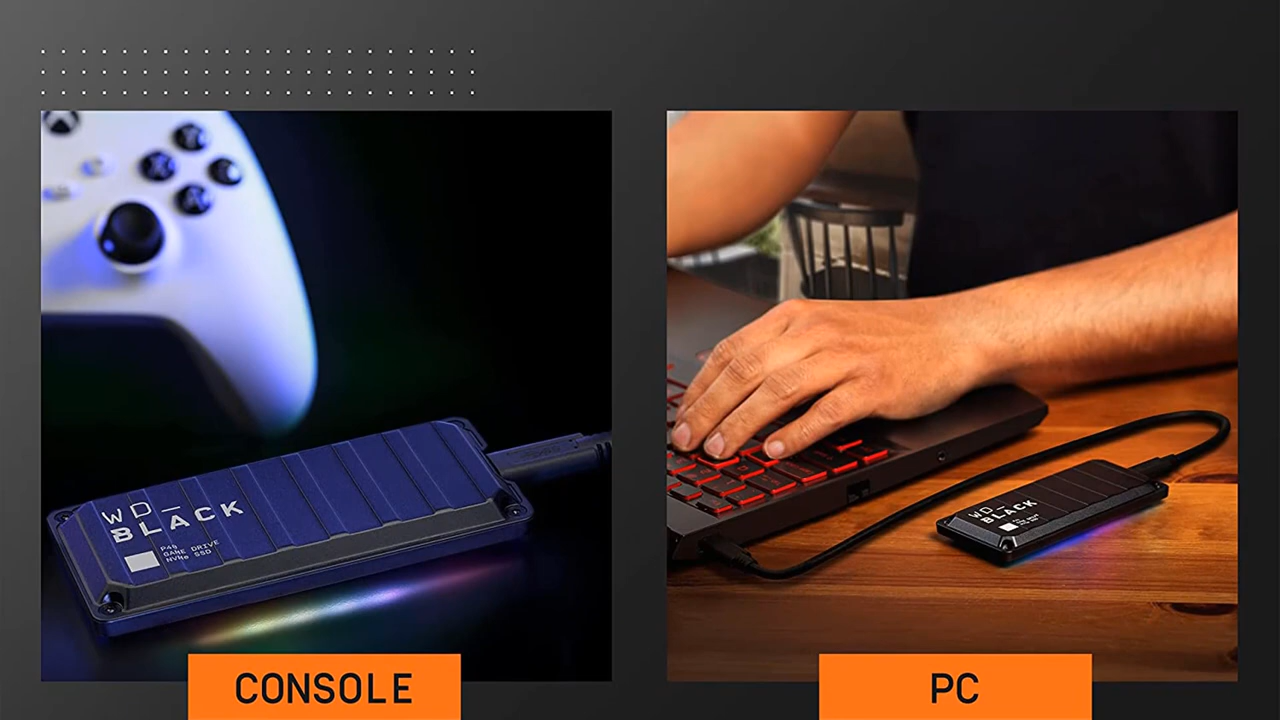 WD_
BLACK
P40
GAME DRIVE
NVMe SSD
CONSOLE
WD_
BLACK
PC